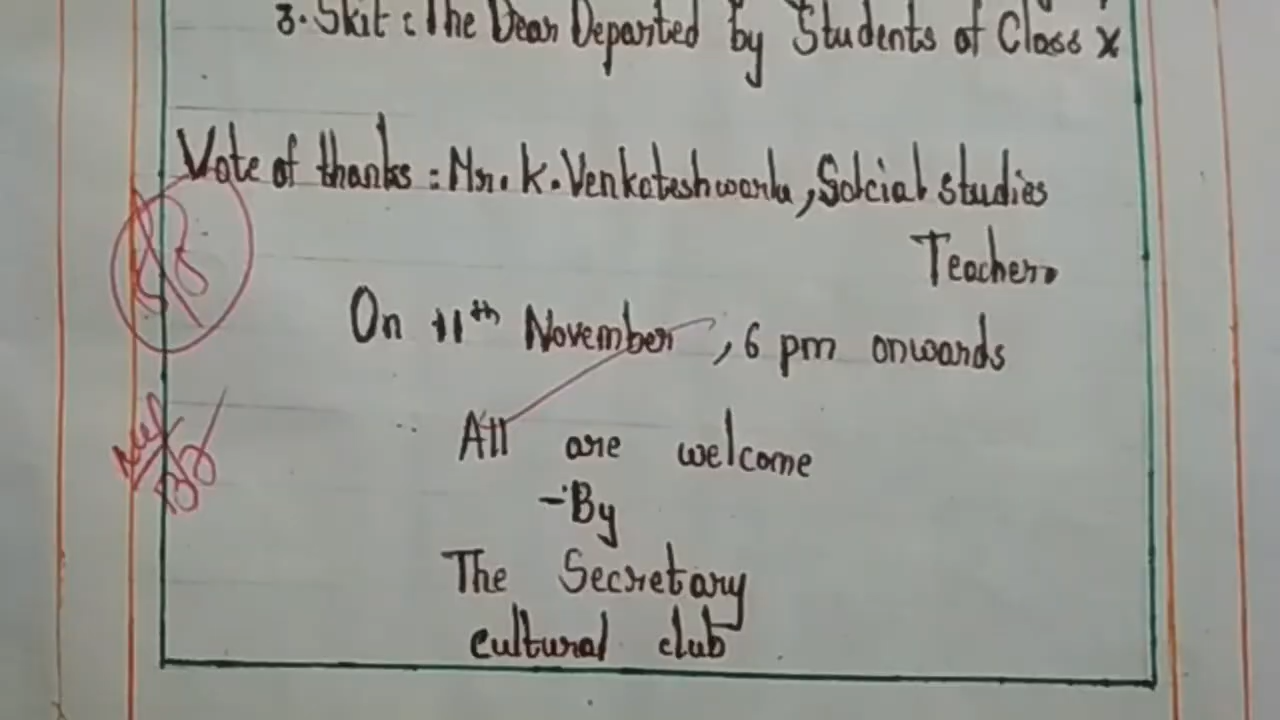 3. Skit : The Dear Departed by Students of Class X
Vote of thanks : Mr. K. Venkateshwarlu, Solcial studies
Teacher.
On 11th November, 6 pm onwards
All are welcome
- By
The Secretary
cultural club